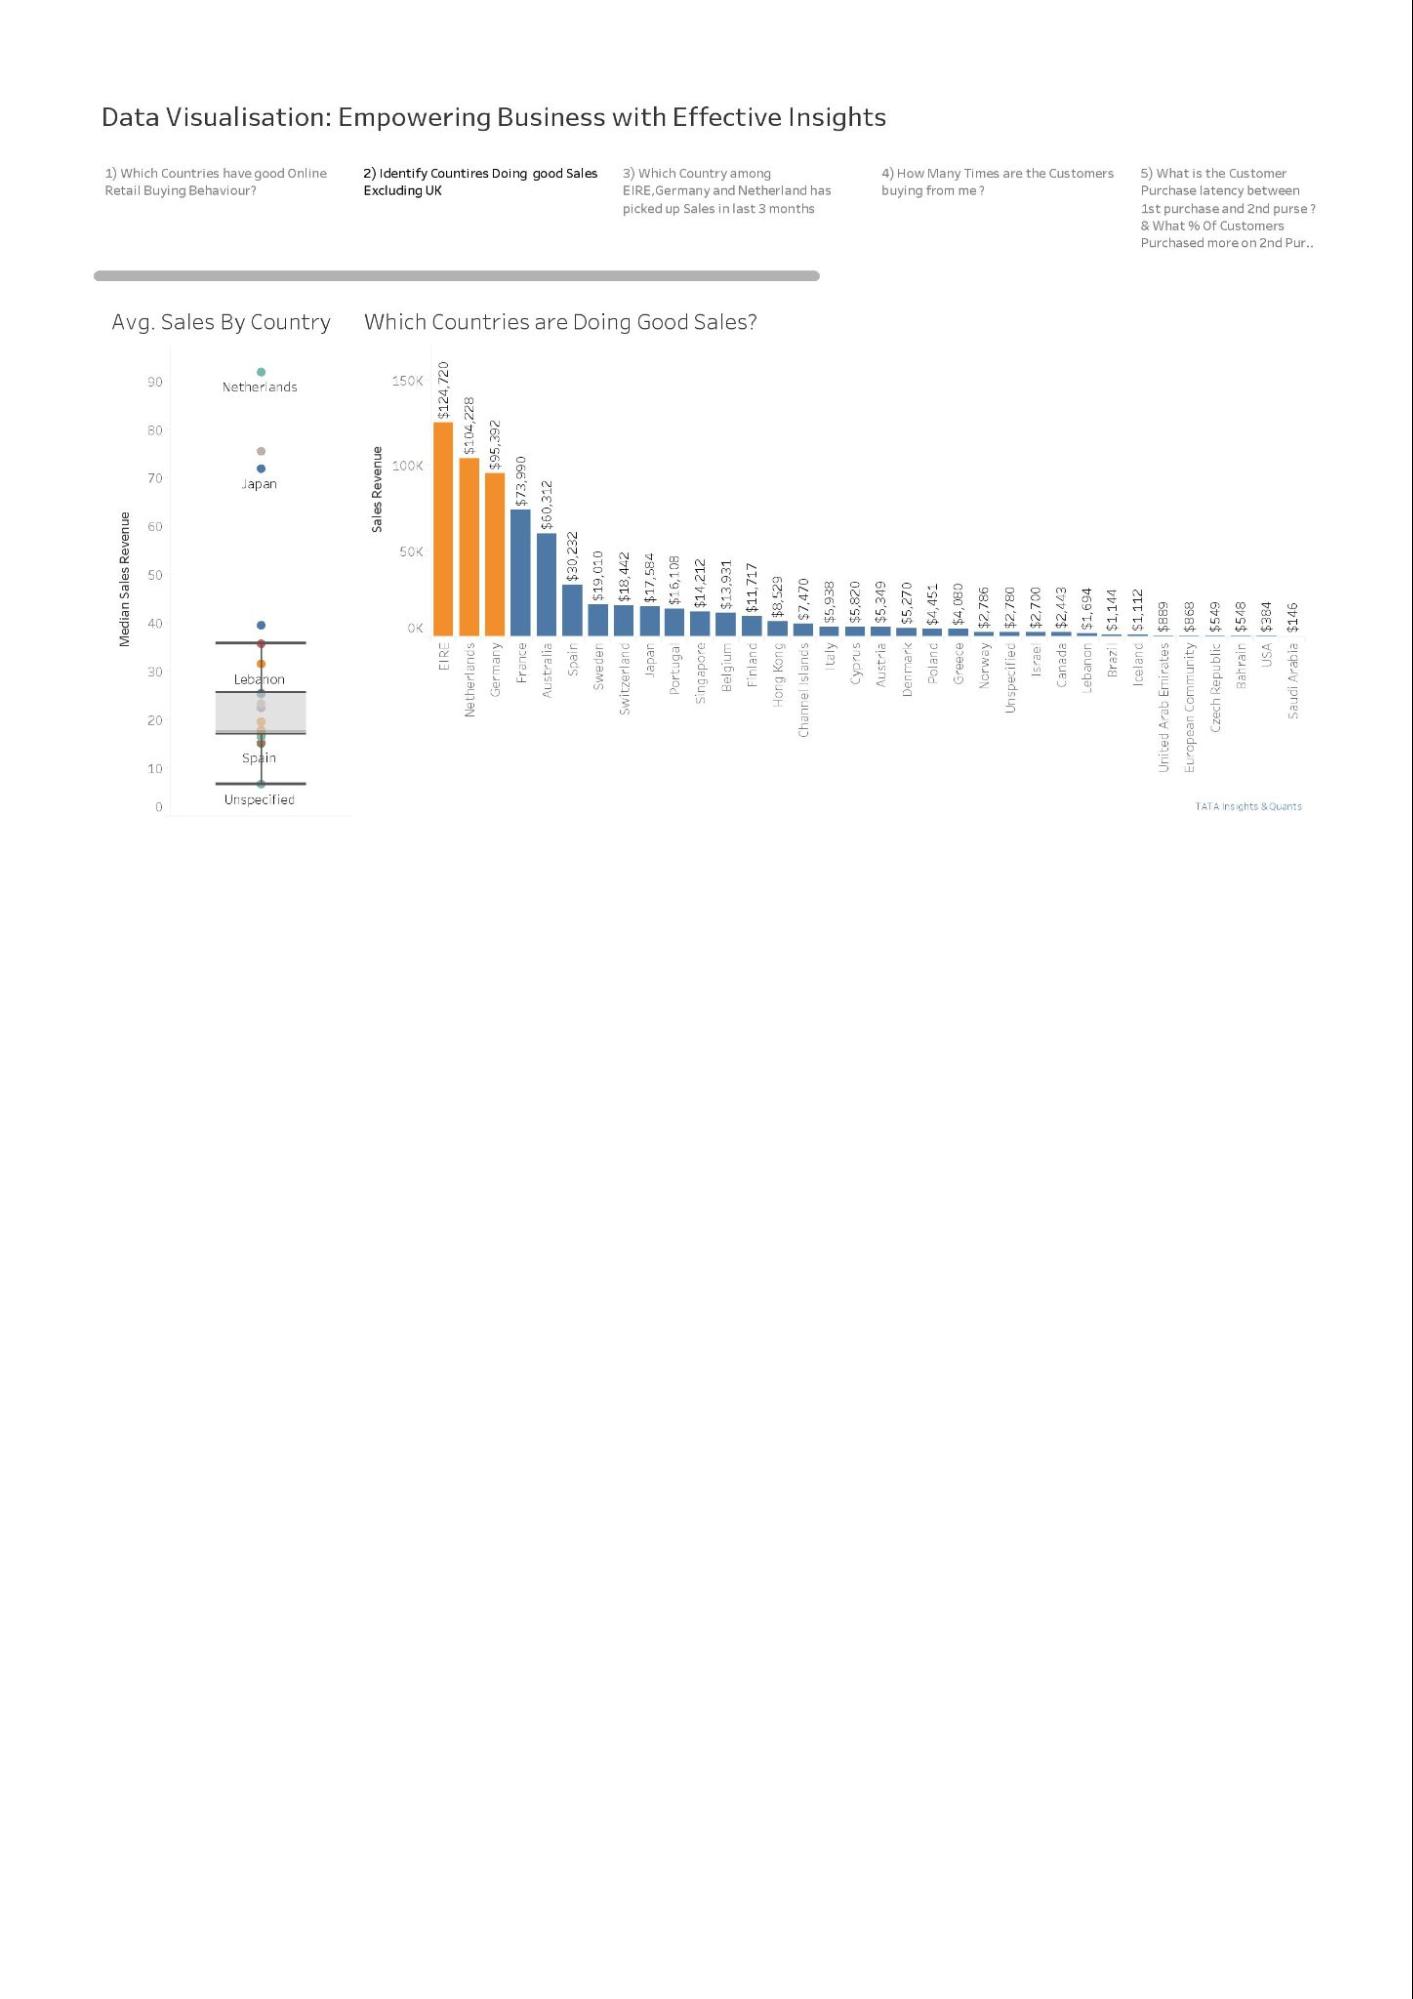 Data Visualisation: Empowering Business with Effective Insights
1) Which Countries have good Online
Retail Buying Behaviour?
2) Identify Countires Doing good Sales
Excluding UK
3) Which Country among
EIRE,Germany and Netherland has
picked up Sales in last 3 months
4) How Many Times are the Customers
buying from me ?
5) What is the Customer
Purchase latency between
1st purchase and 2nd purse ?
& What % Of Customers
Purchased more on 2nd Pur..
Avg. Sales By Country
Median Sales Revenue
90
80
70
60
50
40
30
20
10
0
Netherlands
Japan
Lebanon
Spain
Unspecified
Which Countries are Doing Good Sales?
Sales Revenue
150K
100K
50K
0K
$124,720
$104,228
$95,392
$73,990
$60,312
$30,232
$19,010
$18,442
$17,584
$16,108
$14,212
$13,931
$11,717
$8,529
$7,470
$5,938
$5,820
$5,349
$5,270
$4,451
$4,080
$2,786
$2,780
$2,700
$2,443
$1,694
$1,144
$1,112
$889
$868
$549
$548
$384
$146
EIRE
Netherlands
Germany
France
Australia
Spain
Sweden
Switzerland
Japan
Portugal
Singapore
Belgium
Finland
Hong Kong
Channel Islands
Italy
Cyprus
Austria
Denmark
Poland
Greece
Norway
Unspecified
Israel
Canada
Lebanon
Brazil
Iceland
United Arab Emirates
European Community
Czech Republic
Bahrain
USA
Saudi Arabia
TATA Insights & Quants